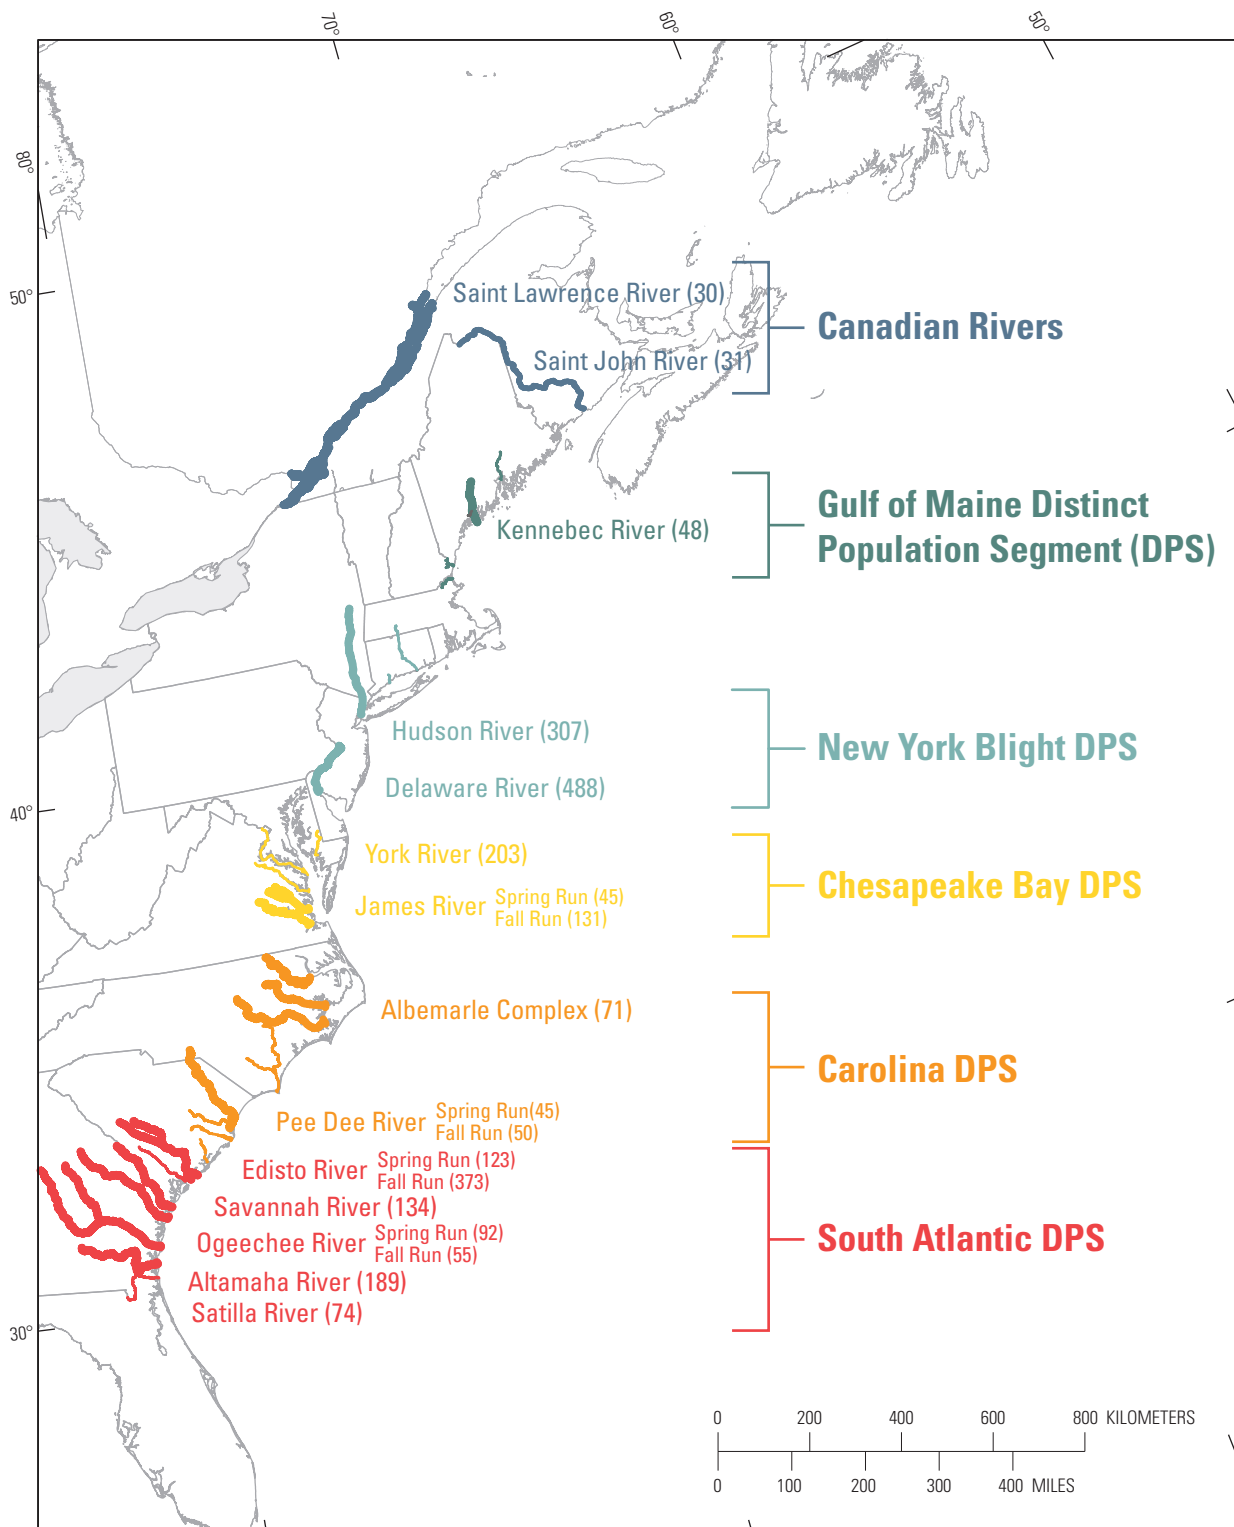 70°
60°
50°
80°
50°
Saint Lawrence River (30)
Canadian Rivers
Saint John River (31)
Gulf of Maine Distinct
Population Segment (DPS)
Kennebec River (48)
Hudson River (307)
New York Blight DPS
Delaware River (488)
40°
York River (203)
Chesapeake Bay DPS
James River Spring Run (45)
Fall Run (131)
Albemarle Complex (71)
Carolina DPS
Pee Dee River Spring Run(45)
Fall Run (50)
Edisto River Spring Run (123)
Fall Run (373)
Savannah River (134)
Ogeechee River Spring Run (92)
Fall Run (55)
South Atlantic DPS
Altamaha River (189)
Satilla River (74)
30°
0 200 400 600 800 KILOMETERS
0 100 200 300 400 MILES